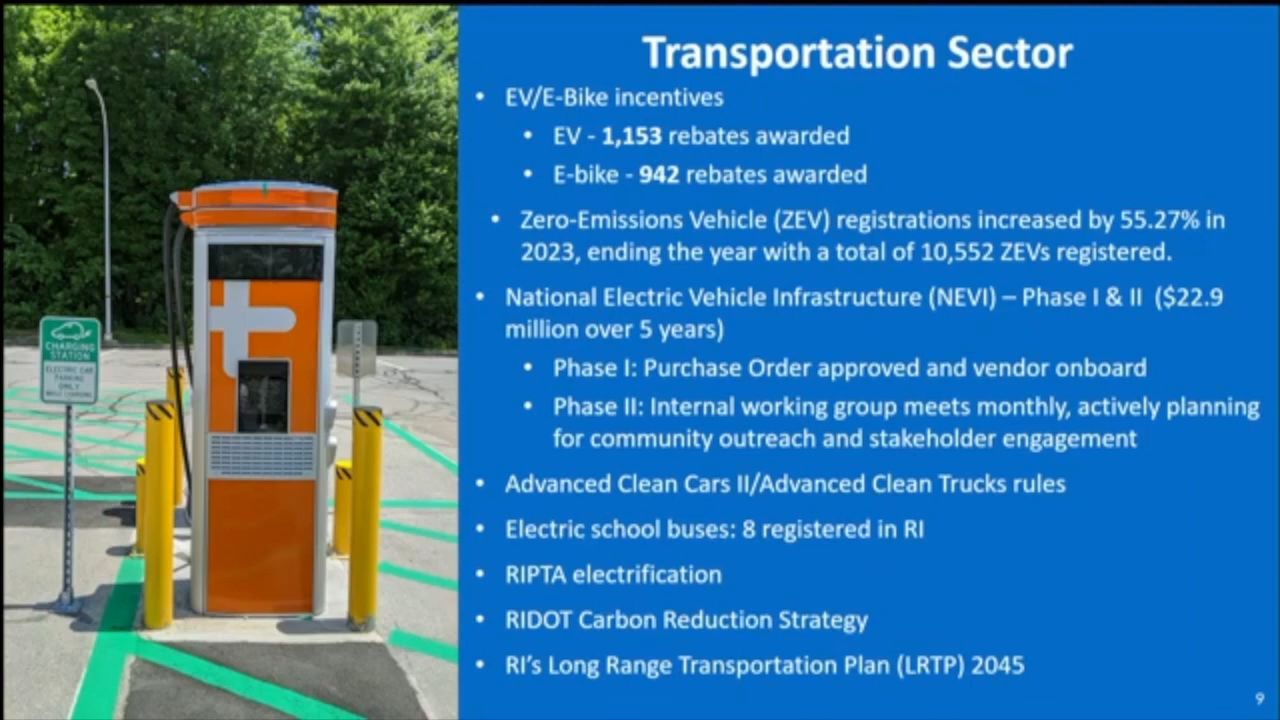 Transportation Sector
• EV/E-Bike incentives
• EV - 1,153 rebates awarded
• E-bike - 942 rebates awarded
• Zero-Emissions Vehicle (ZEV) registrations increased by 55.27% in
2023, ending the year with a total of 10,552 ZEVs registered.
• National Electric Vehicle Infrastructure (NEVI) – Phase I & II ($22.9
million over 5 years)
• Phase I: Purchase Order approved and vendor onboard
• Phase II: Internal working group meets monthly, actively planning
for community outreach and stakeholder engagement
• Advanced Clean Cars II/Advanced Clean Trucks rules
• Electric school buses: 8 registered in RI
• RIPTA electrification
• RIDOT Carbon Reduction Strategy
• RI's Long Range Transportation Plan (LRTP) 2045
9
CHARGING
STATION
ELECTRIC CAR
PARKING
ONLY